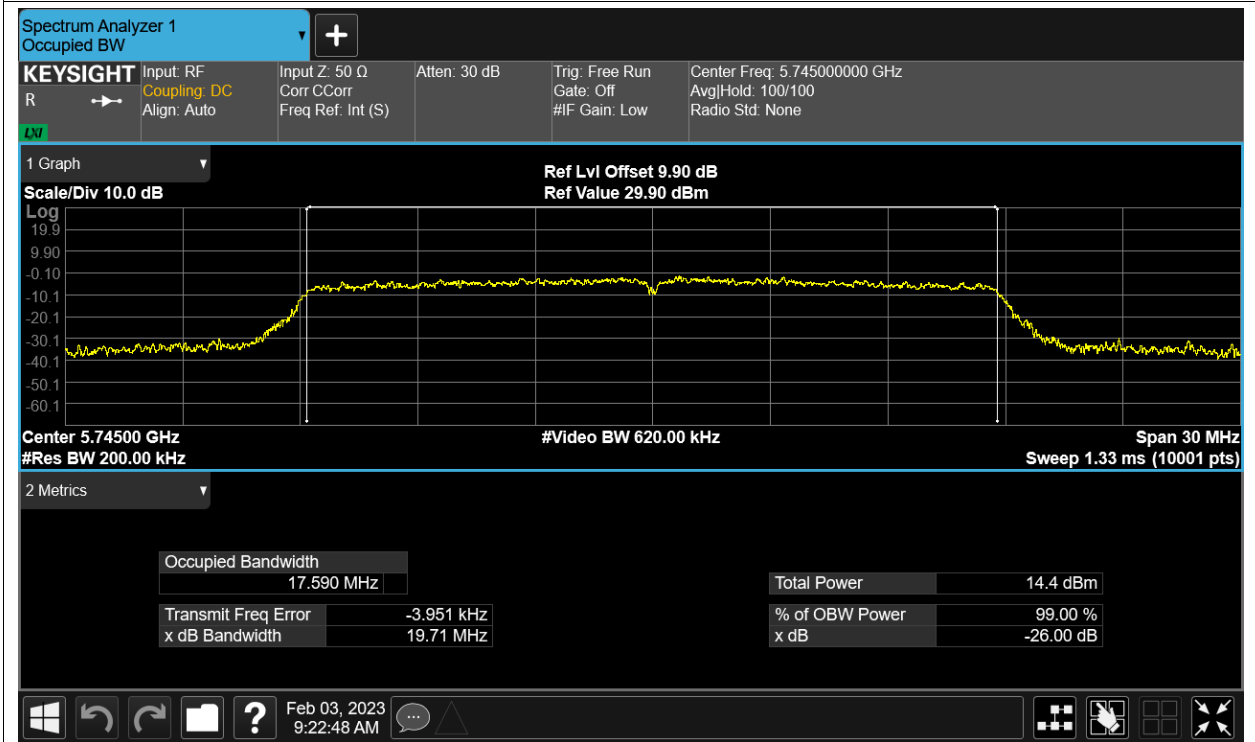 Spectrum Analyzer 1
Occupied BW
KEYSIGHT
R
LXI
Input: RF
Coupling: DC
Align: Auto
Input Z: 50 Ω
Corr CCorr
Freq Ref: Int (S)
Atten: 30 dB
Trig: Free Run
Gate: Off
#IF Gain: Low
Center Freq: 5.745000000 GHz
Avg|Hold: 100/100
Radio Std: None
1 Graph
Scale/Div 10.0 dB
Ref Lvl Offset 9.90 dB
Ref Value 29.90 dBm
Log
19.9
9.90
-0.10
-10.1
-20.1
-30.1
-40.1
-50.1
-60.1
Center 5.74500 GHz
#Res BW 200.00 kHz
#Video BW 620.00 kHz
Span 30 MHz
Sweep 1.33 ms (10001 pts)
2 Metrics
Occupied Bandwidth
17.590 MHz
Transmit Freq Error -3.951 kHz
x dB Bandwidth 19.71 MHz
Total Power 14.4 dBm
% of OBW Power 99.00 %
x dB -26.00 dB
?
Feb 03, 2023
9:22:48 AM